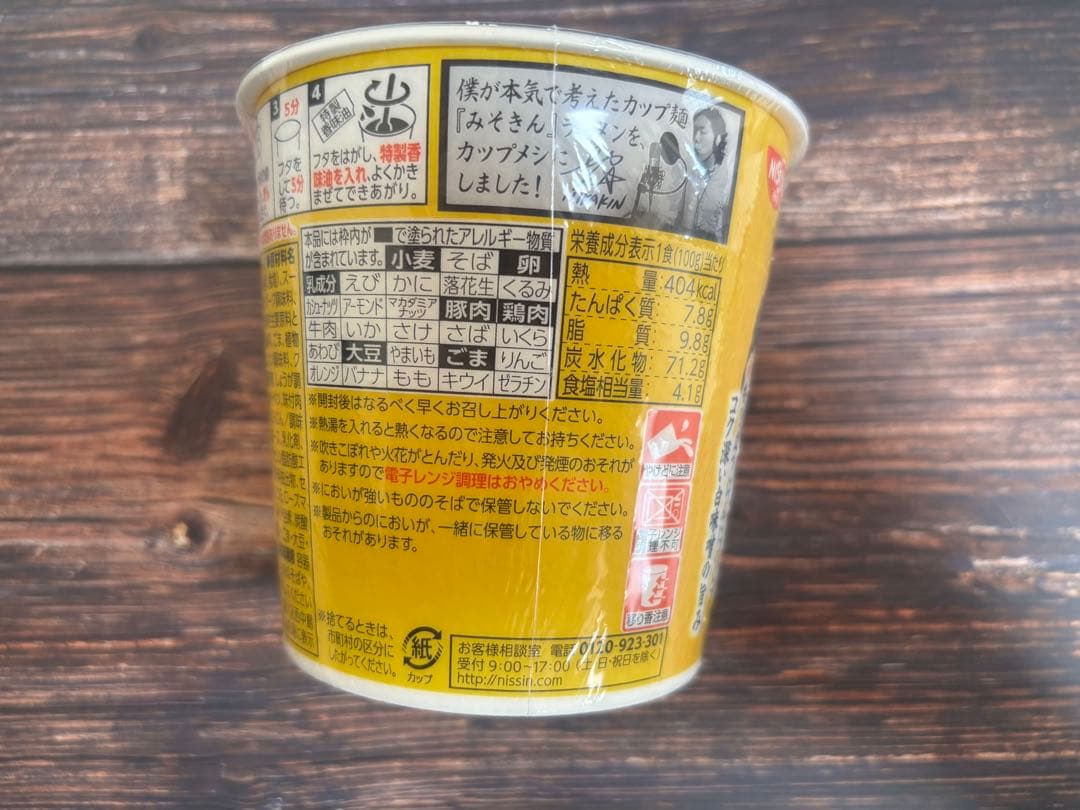 3 5分
フタを
して5分
待つ。
4
特製
香味油
フタをはがし、特製香
味油を入れ、よくかき
まぜてできあがり。
僕が本気で考えたカップ麺
『みそきん』ラーメンを、
カップメシに
しました!
HIKAKIN
本品には枠内が■で塗られたアレルギー物質
が含まれています。 小麦 そば 卵
乳成分 えび かに 落花生 くるみ
カシューナッツ アーモンド マカダミアナッツ 豚肉 鶏肉
牛肉 いか さけ さば いくら
あわび 大豆 やまいも ごま りんご
オレンジ バナナ もも キウイ ゼラチン
栄養成分表示1食(100g)当たり
熱量: 404kcal
たんぱく質: 7.8g
脂質: 9.8g
炭水化物: 71.2g
食塩相当量: 4.1g
※開封後はなるべく早くお召し上がりください。
※熱湯を入れると熱くなるので注意してお持ちください。
※吹きこぼれや火花がとんだり、発火及び発煙のおそれが
ありますので電子レンジ調理はおやめください。
※においが強いもののそばで保管しないでください。
※製品からのにおいが、一緒に保管している物に移る
おそれがあります。
やけどに注意
電子レンジ
調理不可
移り香注意
※捨てるときは、
市町村の区分に
したがってください。
紙
カップ
お客様相談室 電話 0120-923-301
受付 9:00~17:00 (土・日・祝日を除く)
http://nissin.com
コク深い白味噌の旨み